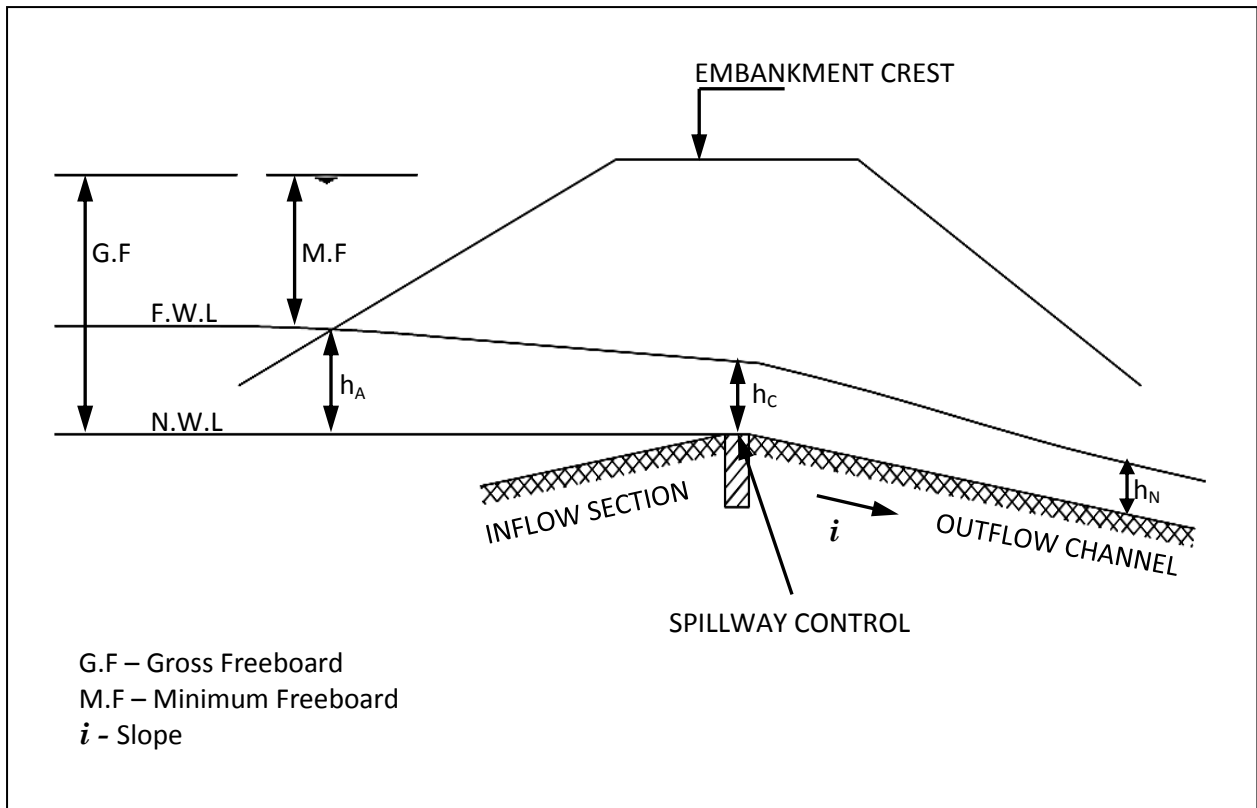 EMBANKMENT CREST
G.F
M.F
F.W.L
hA
hC
N.W.L
hN
INFLOW SECTION
i
OUTFLOW CHANNEL
SPILLWAY CONTROL
G.F – Gross Freeboard
M.F – Minimum Freeboard
i - Slope